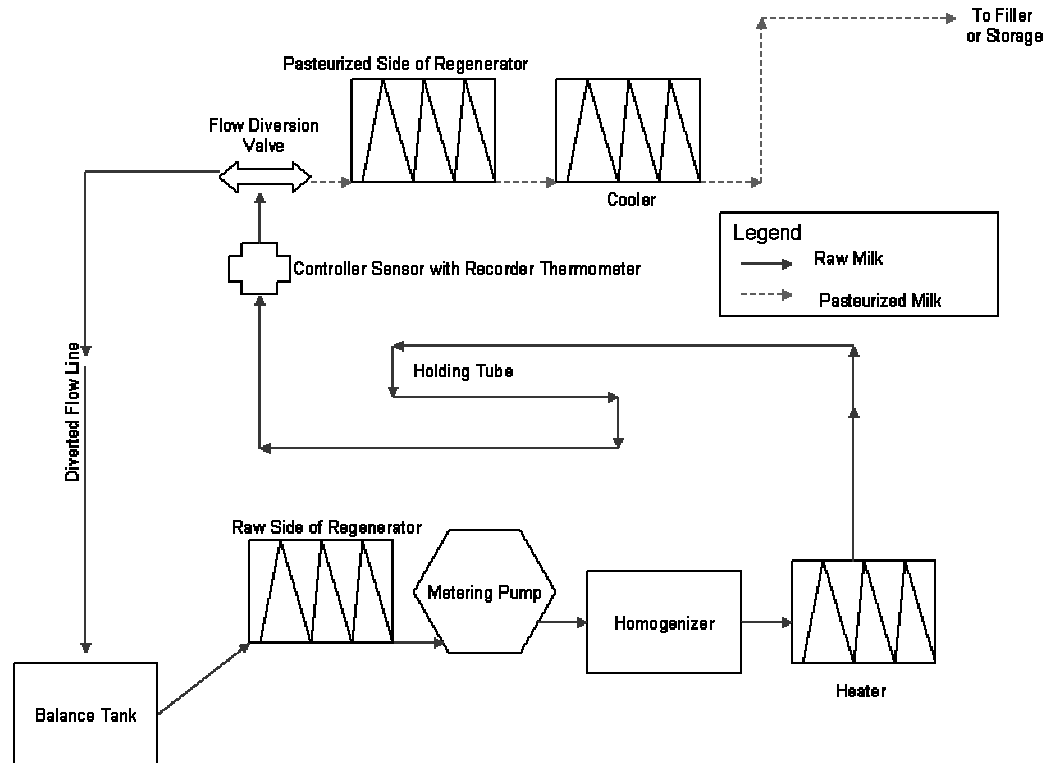 To Filler
or Storage
Pasteurized Side of Regenerator
Flow Diversion
Valve
Cooler
Legend
Raw Milk
Pasteurized Milk
Controller Sensor with Recorder Thermometer
Holding Tube
Diverted Flow Line
Raw Side of Regenerator
Metering Pump
Homogenizer
Heater
Balance Tank